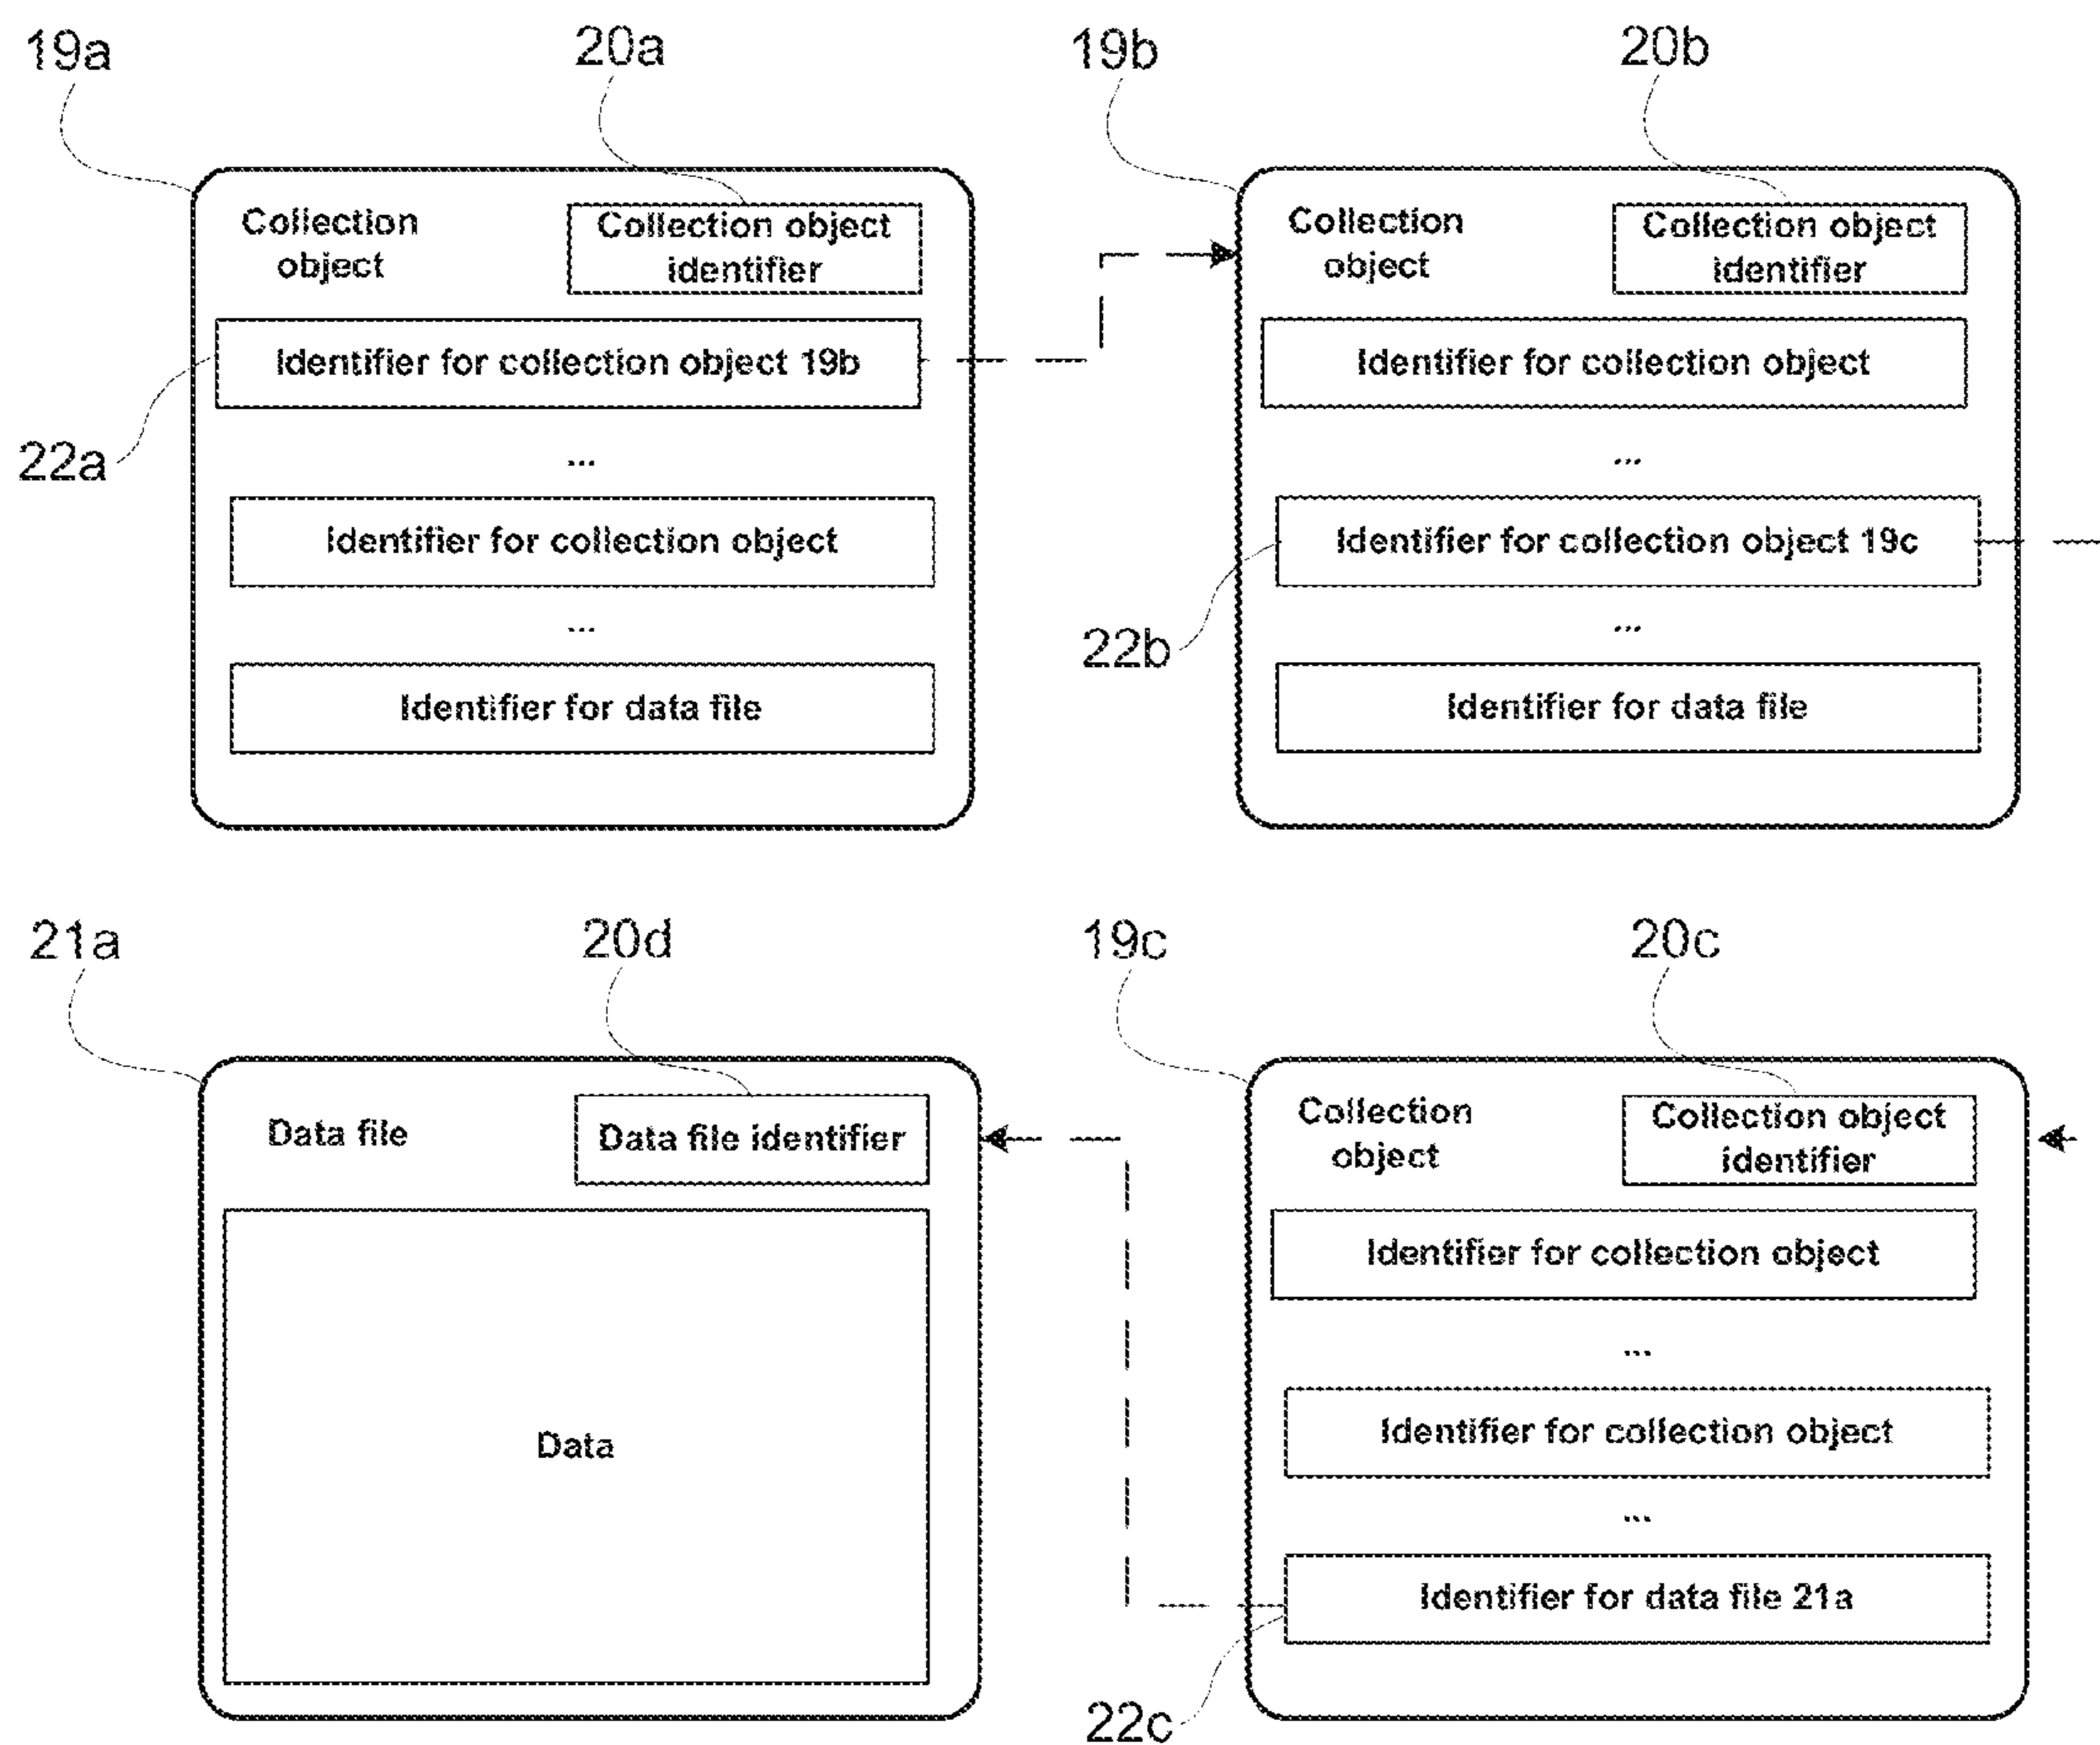 19a
20a
19b
20b
Collection
object
Collection object
identifier
Identifier for collection object 19b
22a
...
Identifier for collection object
...
Identifier for data file
Collection
object
Collection object
identifier
Identifier for collection object
...
Identifier for collection object 19c
22b
...
Identifier for data file
21a
20d
19c
20c
Data file
Data file identifier
Data
Collection
object
Collection object
identifier
Identifier for collection object
...
Identifier for collection object
...
Identifier for data file 21a
22c